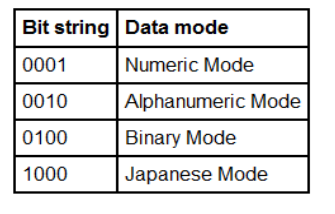 Bit string Data mode
0001 Numeric Mode
0010 Alphanumeric Mode
0100 Binary Mode
1000 Japanese Mode